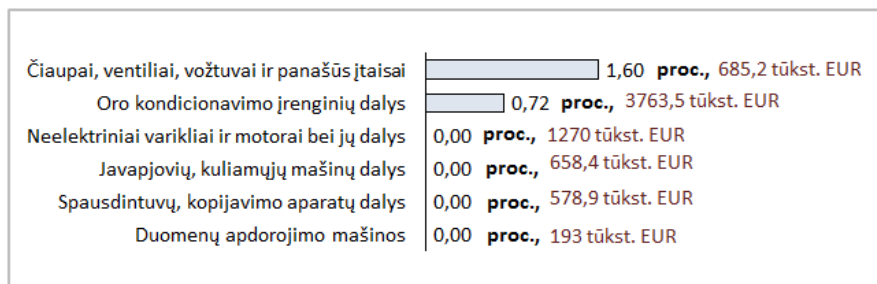 Čiaupai, ventiliai, vožtuvai ir panašūs įtaisai 1,60 proc., 685,2 tūkst. EUR
Oro kondicionavimo įrenginių dalys 0,72 proc., 3763,5 tūkst. EUR
Neelektriniai varikliai ir motorai bei jų dalys 0,00 proc., 1270 tūkst. EUR
Javapjovių, kuliamųjų mašinų dalys 0,00 proc., 658,4 tūkst. EUR
Spausdintuvų, kopijavimo aparatų dalys 0,00 proc., 578,9 tūkst. EUR
Duomenų apdorojimo mašinos 0,00 proc., 193 tūkst. EUR